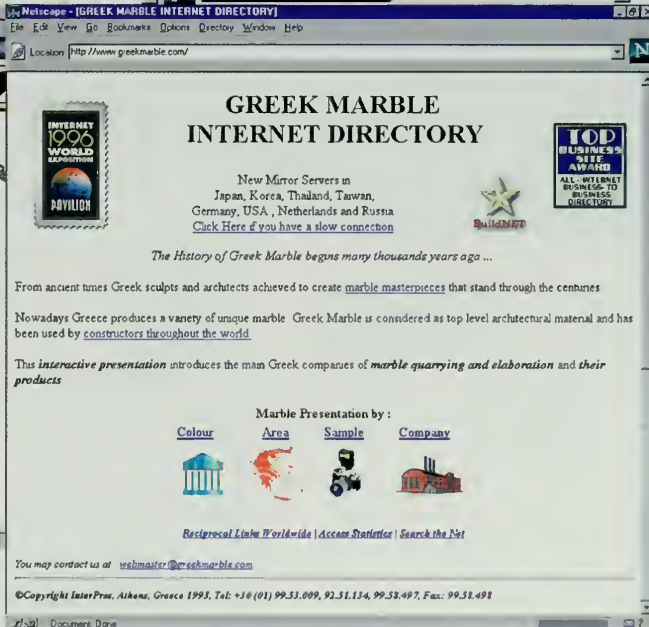 Netscape - [GREEK MARBLE INTERNET DIRECTORY]
File Edit View Go Bookmarks Options Directory Window Help
Location http://www.greekmarble.com/
N
INTERNET
1996
WORLD
EXPOSITION
PAVILION
GREEK MARBLE
INTERNET DIRECTORY
TOP
BUSINESS
SITE
AWARD
ALL-INTERNET
BUSINESS TO
BUSINESS
DIRECTORY
New Mirror Servers in
Japan, Korea, Thailand, Taiwan,
Germany, USA , Netherlands and Russia
Click Here if you have a slow connection
BuildNET
The History of Greek Marble begins many thousands years ago ...
From ancient times Greek sculpts and architects achieved to create marble masterpieces that stand through the centuries
Nowadays Greece produces a variety of unique marble Greek Marble is considered as top level architectural material and has
been used by constructors throughout the world
This interactive presentation introduces the main Greek companies of marble quarrying and elaboration and their
products
Marble Presentation by :
Colour Area Sample Company
Reciprocal Links Worldwide | Access Statistics | Search the Net
You may contact us at webmaster@greekmarble.com
©Copyright InterPres, Athens, Greece 1995, Tel: +30 (01) 99.53.009, 92.51.134, 99.58.497, Fax: 99.58.498
Document Done